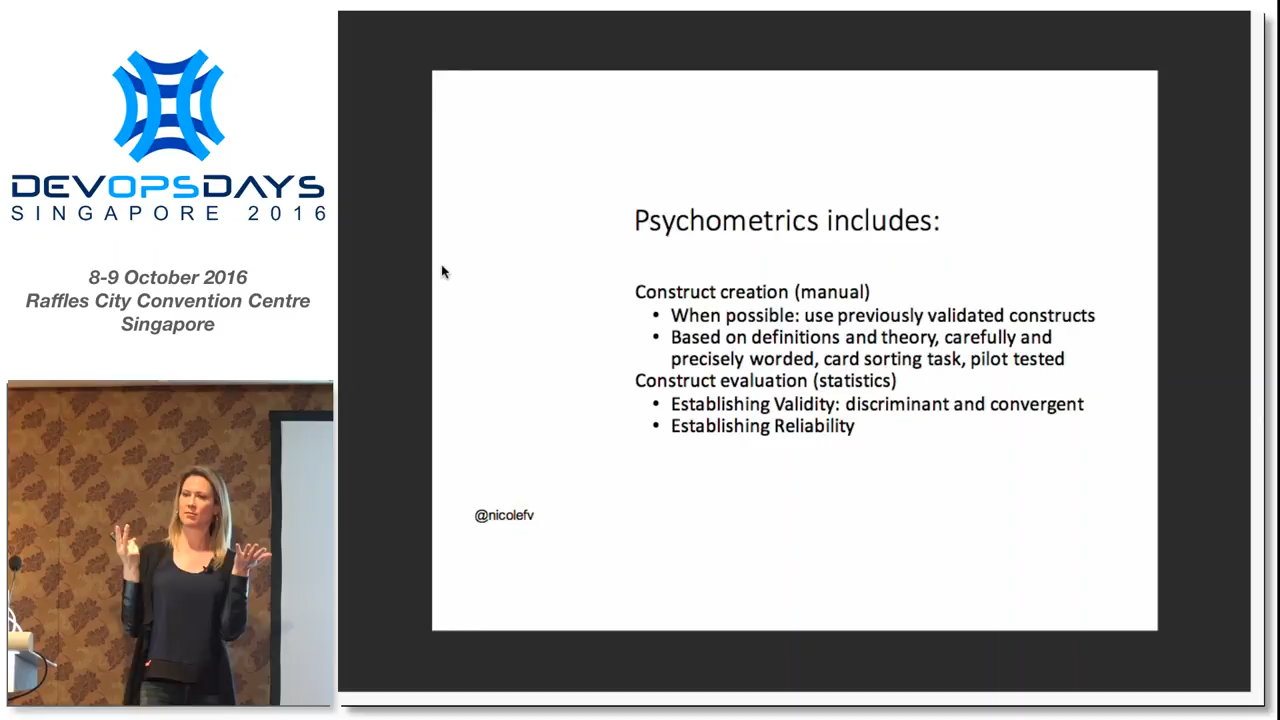 DEVOPSDAYS
SINGAPORE 2016
8-9 October 2016
Raffles City Convention Centre
Singapore
Psychometrics includes:
Construct creation (manual)
• When possible: use previously validated constructs
• Based on definitions and theory, carefully and
precisely worded, card sorting task, pilot tested
Construct evaluation (statistics)
• Establishing Validity: discriminant and convergent
• Establishing Reliability
@nicolefv